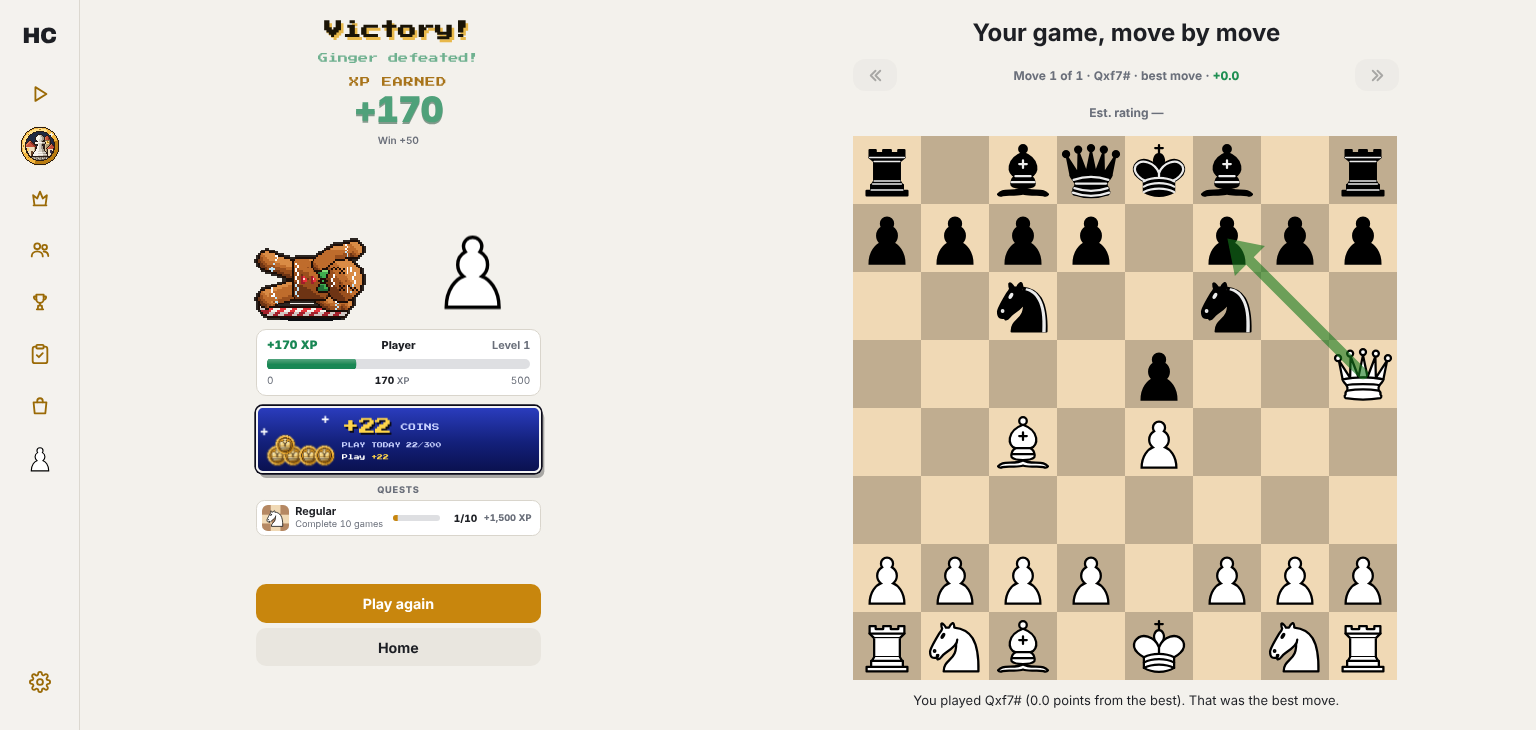 HC
Victory!
Ginger defeated!
XP EARNED
+170
Win +50
+170 XP Player Level 1
0 170 XP 500
+22 COINS
PLAY TODAY 22/300
Play +22
QUESTS
Regular
Complete 10 games
1/10 +1,500 XP
Play again
Home
Your game, move by move
Move 1 of 1 · Qxf7# · best move · +0.0
Est. rating —
You played Qxf7# (0.0 points from the best). That was the best move.